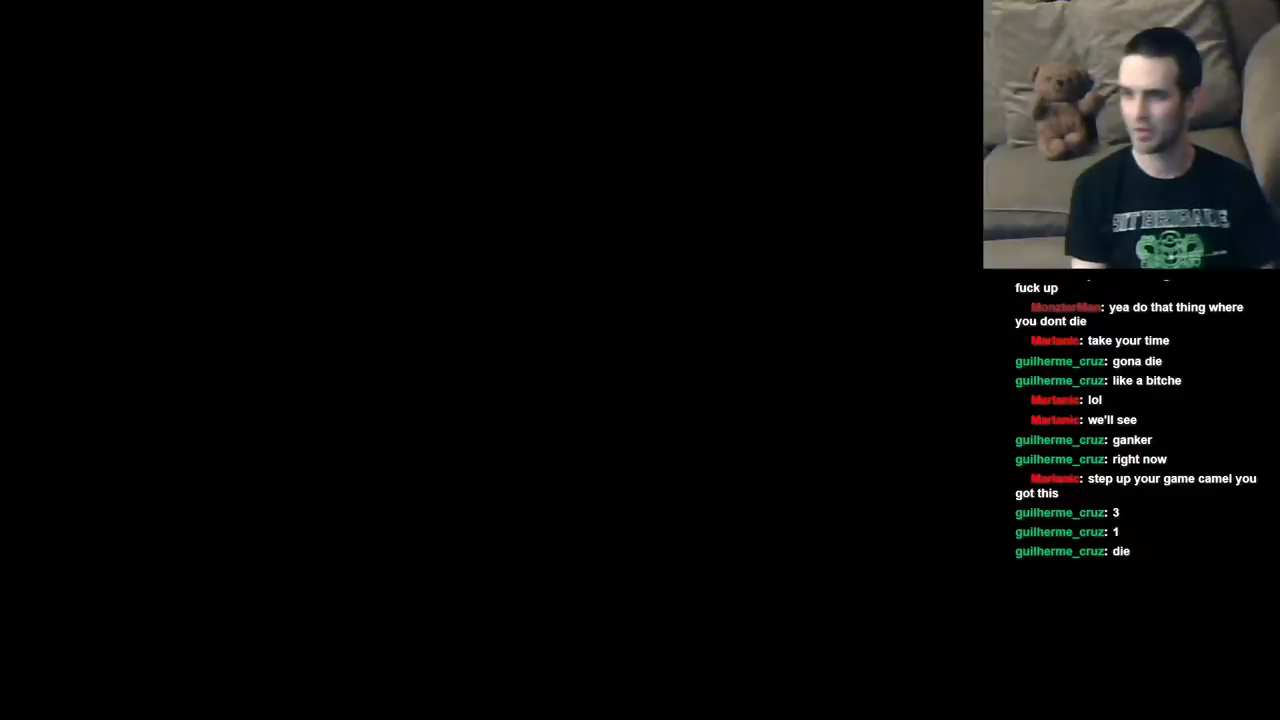 fuck up
MonzterMan: yea do that thing where
you dont die
Martanic: take your time
guilherme_cruz: gona die
guilherme_cruz: like a bitche
Martanic: lol
Martanic: we'll see
guilherme_cruz: ganker
guilherme_cruz: right now
Martanic: step up your game camel you
got this
guilherme_cruz: 3
guilherme_cruz: 1
guilherme_cruz: die